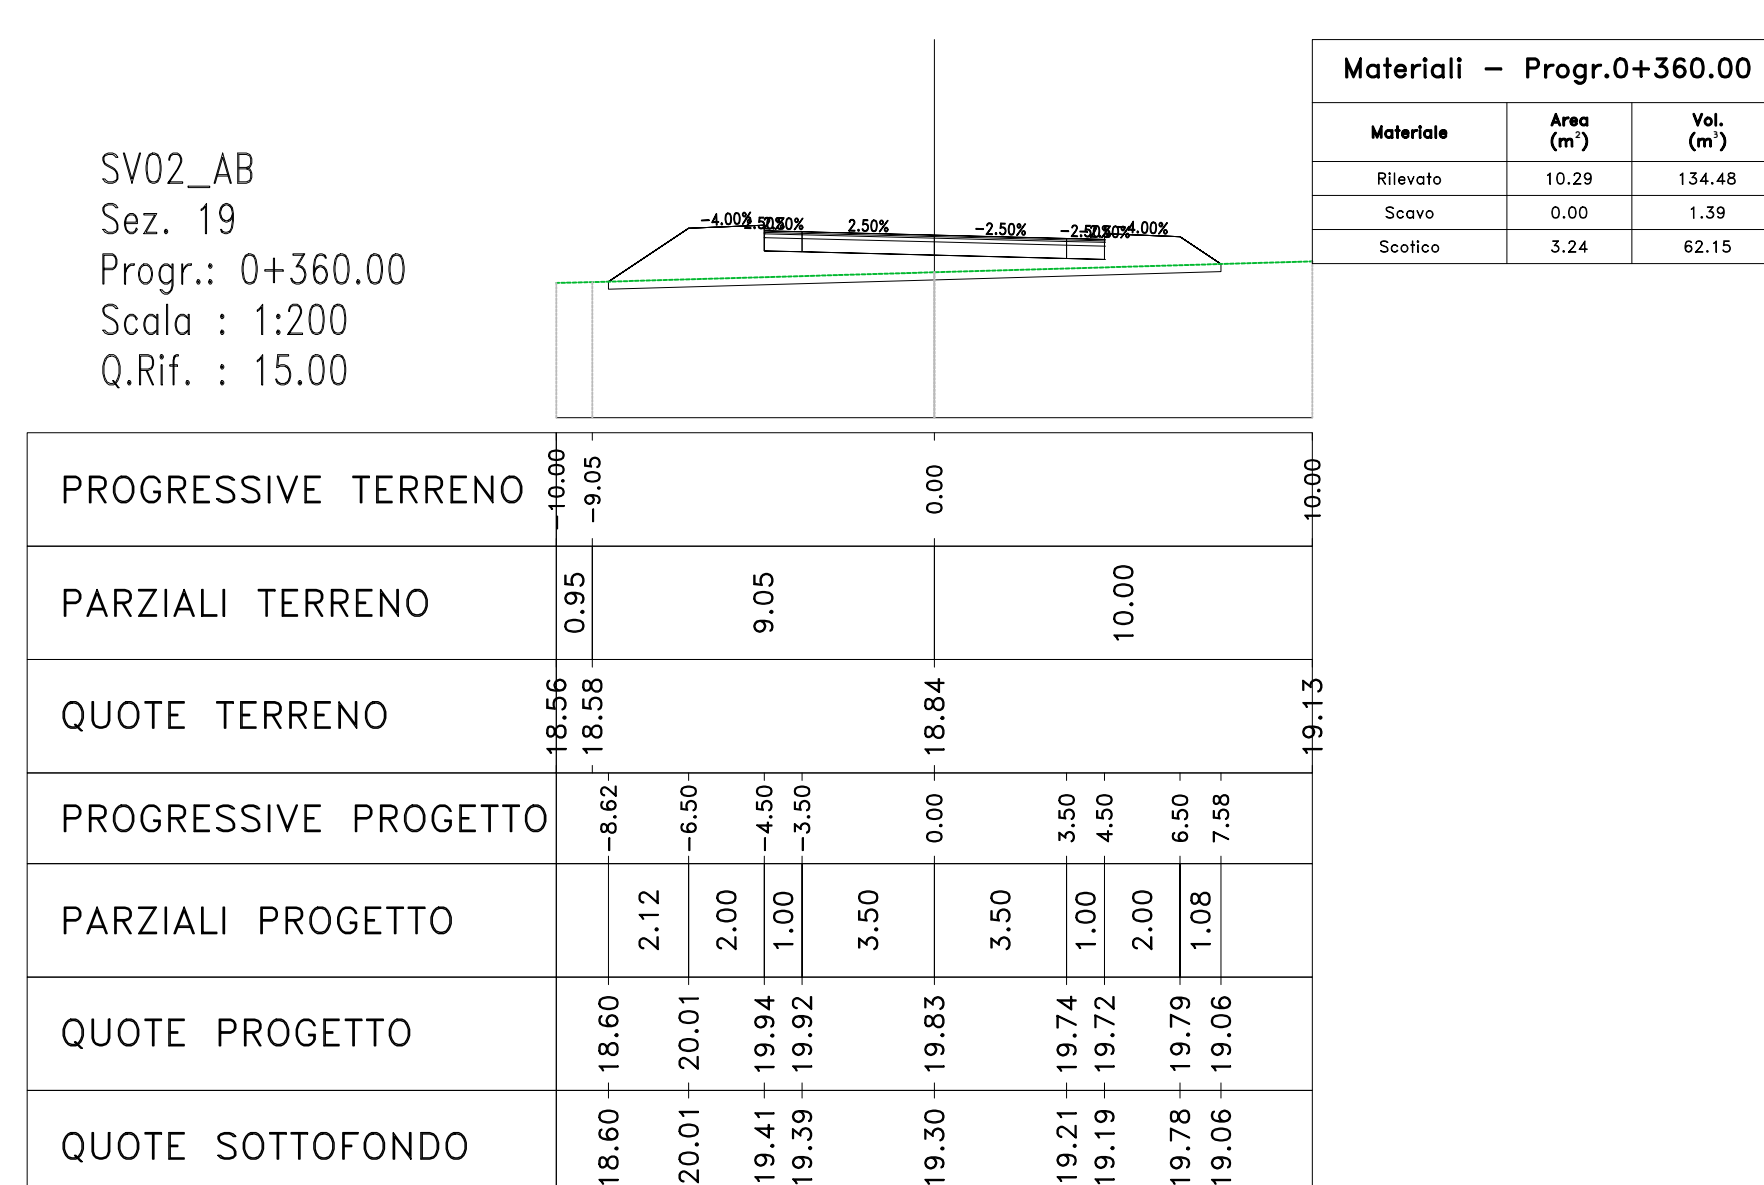 Materiali - Progr.0+360.00
Materiale Area (m²) Vol. (m³)
Rilevato 10.29 134.48
Scavo 0.00 1.39
Scotico 3.24 62.15
SV02_AB
Sez. 19
Progr.: 0+360.00
Scala : 1:200
Q.Rif. : 15.00
-4.00% 2.50% -2.50% -4.00%
PROGRESSIVE TERRENO -10.00 -9.05 0.00 10.00
PARZIALI TERRENO 0.95 9.05 10.00
QUOTE TERRENO 18.56 18.58 18.84 19.13
PROGRESSIVE PROGETTO -8.62 -6.50 -4.50 -3.50 0.00 3.50 4.50 6.50 7.58
PARZIALI PROGETTO 2.12 2.00 1.00 3.50 3.50 1.00 2.00 1.08
QUOTE PROGETTO 18.60 20.01 19.94 19.92 19.83 19.74 19.72 19.79 19.06
QUOTE SOTTOFONDO 18.60 20.01 19.41 19.39 19.30 19.21 19.19 19.78 19.06